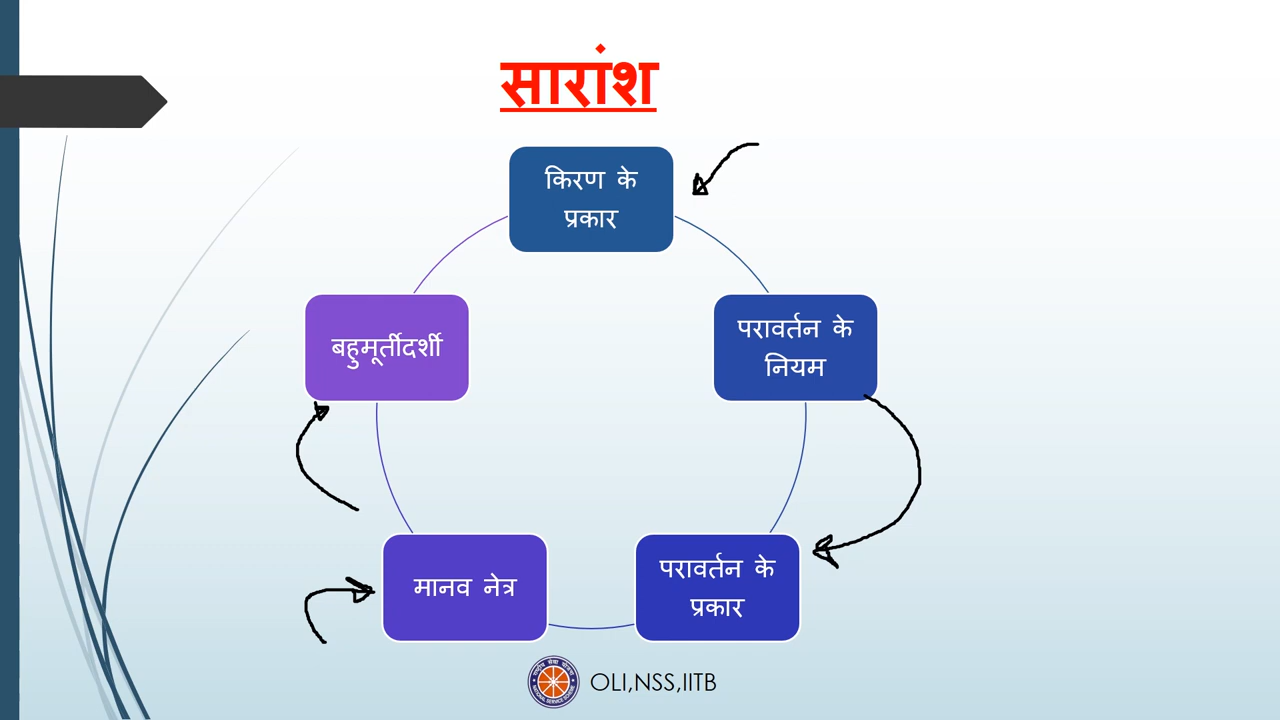 सारांश
किरण के
प्रकार
परावर्तन के
नियम
परावर्तन के
प्रकार
मानव नेत्र
बहुमूर्तीदर्शी
OLI,NSS,IITB